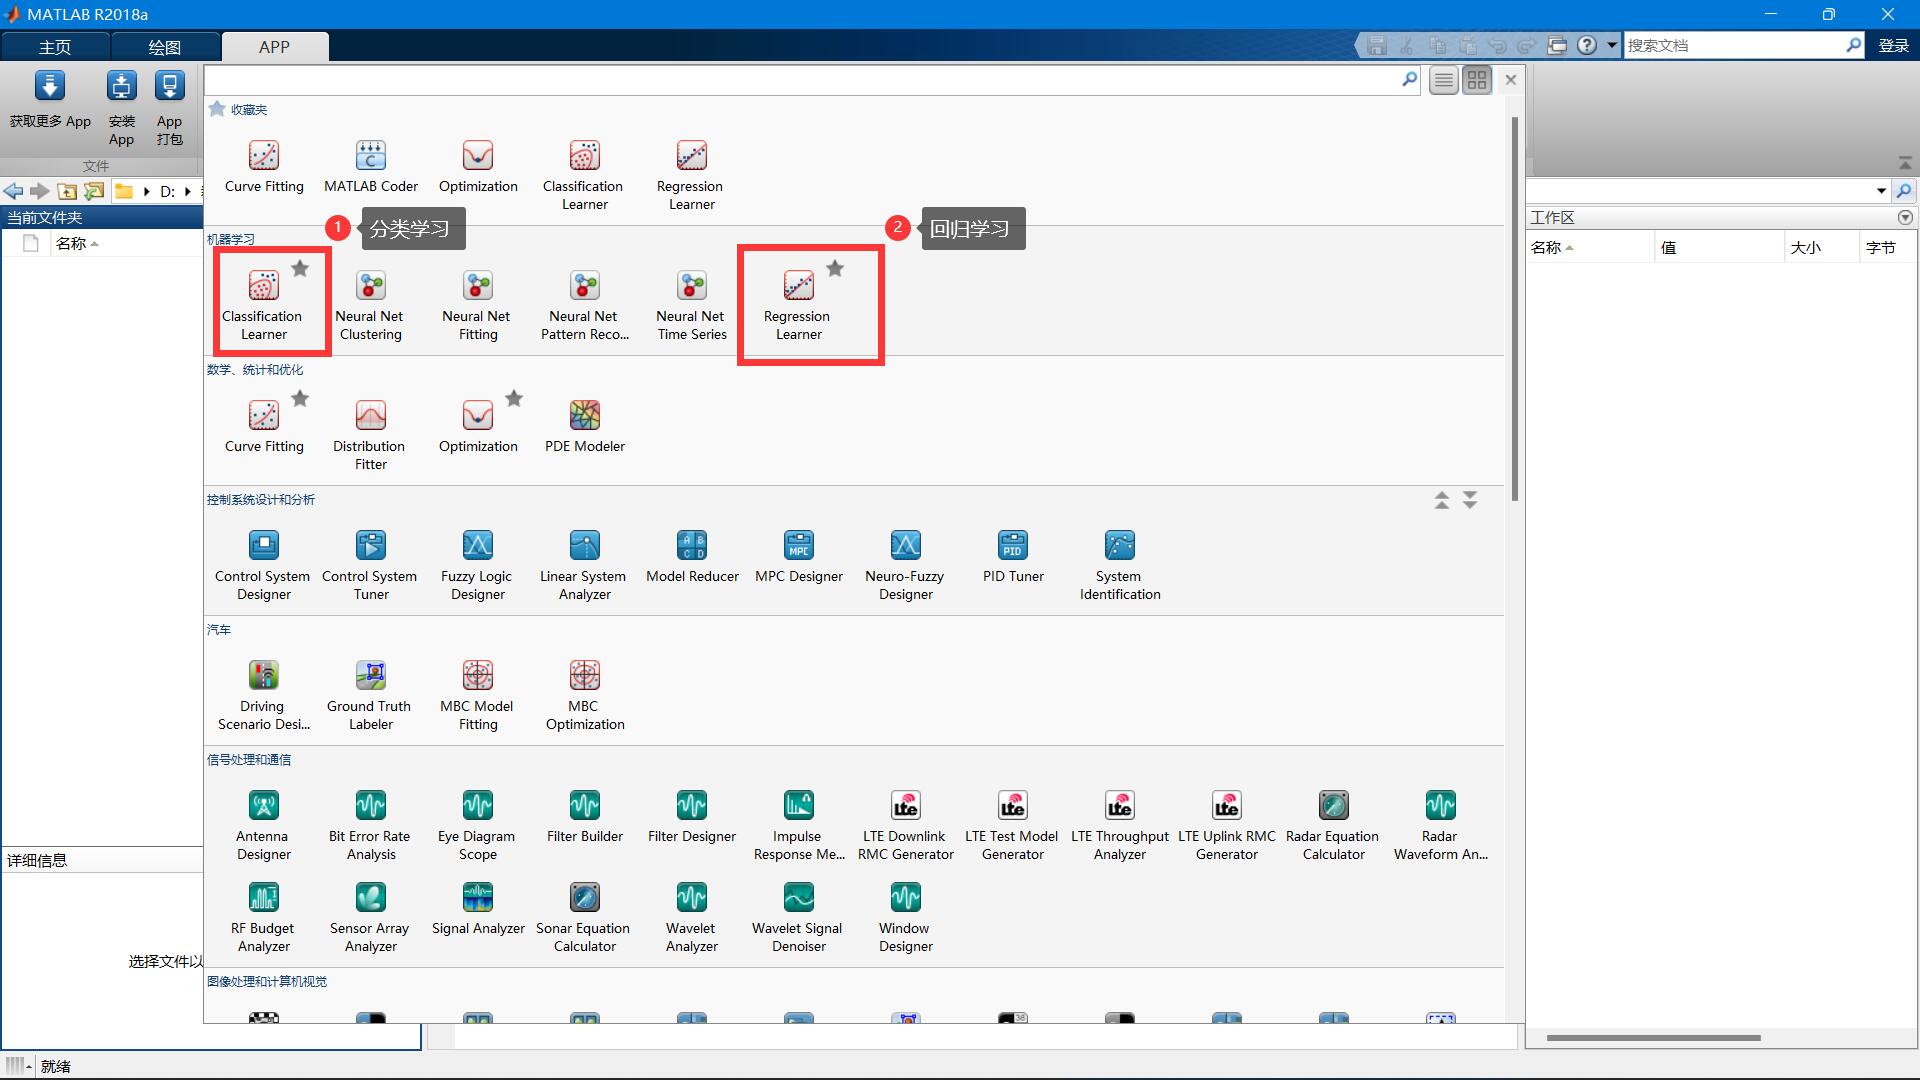 MATLAB R2018a
主页
绘图
APP
搜索文档
登录
获取更多 App
安装
App
App
打包
文件
收藏夹
Curve Fitting
MATLAB Coder
Optimization
Classification
Learner
Regression
Learner
D:
当前文件夹
名称
1
分类学习
2
回归学习
机器学习
Classification
Learner
Neural Net
Clustering
Neural Net
Fitting
Neural Net
Pattern Reco...
Neural Net
Time Series
Regression
Learner
数学、统计和优化
Curve Fitting
Distribution
Fitter
Optimization
PDE Modeler
控制系统设计和分析
Control System
Designer
Control System
Tuner
Fuzzy Logic
Designer
Linear System
Analyzer
Model Reducer
MPC
MPC Designer
Neuro-Fuzzy
Designer
PID
PID Tuner
System
Identification
汽车
Driving
Scenario Desi...
Ground Truth
Labeler
MBC Model
Fitting
MBC
Optimization
信号处理和通信
Antenna
Designer
Bit Error Rate
Analysis
Eye Diagram
Scope
Filter Builder
Filter Designer
Impulse
Response Me...
LTE Downlink
RMC Generator
LTE Test Model
Generator
LTE Throughput
Analyzer
LTE Uplink RMC
Generator
Radar Equation
Calculator
Radar
Waveform An...
RF Budget
Analyzer
Sensor Array
Analyzer
Signal Analyzer
Sonar Equation
Calculator
Wavelet
Analyzer
Wavelet Signal
Denoiser
Window
Designer
图像处理和计算机视觉
工作区
名称
值
大小
字节
详细信息
选择文件以
就绪